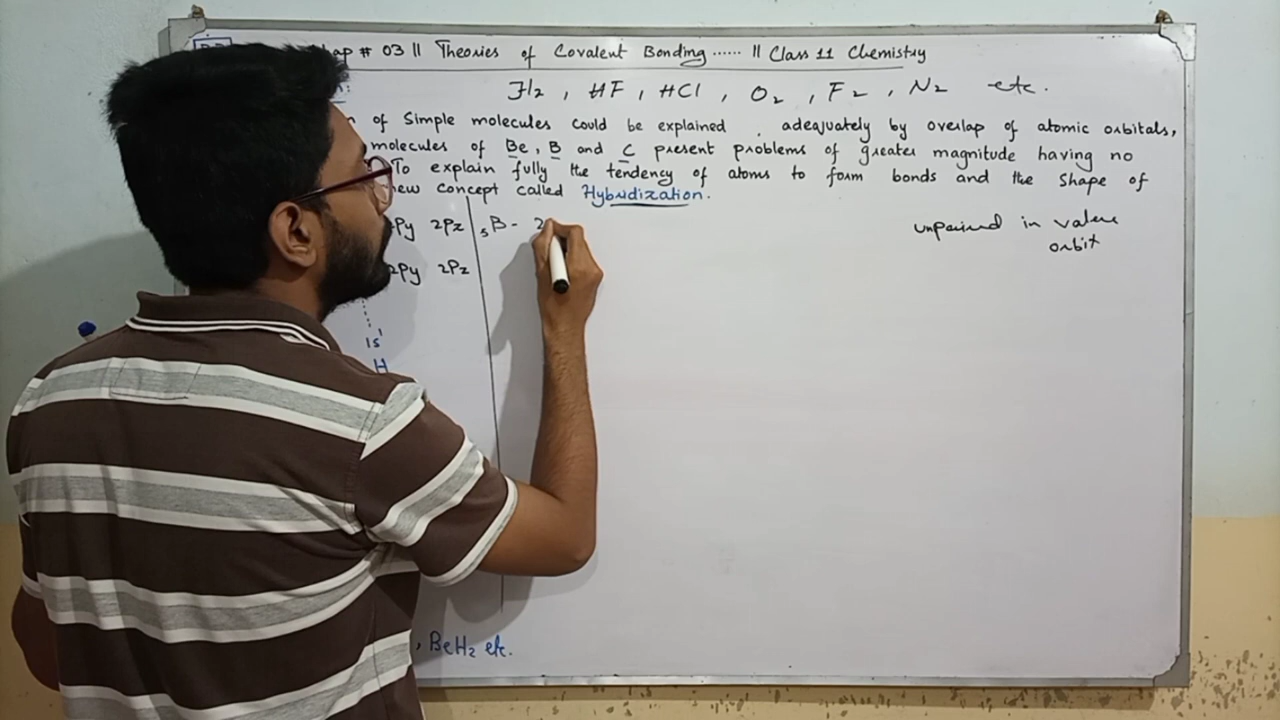 # 03 || Theories of Covalent Bonding ...... || Class 11 Chemistry
H2 , HF , HCl , O2 , F2 , N2 etc.
of Simple molecules could be explained . adequately by overlap of atomic orbitals,
molecules of Be , B and C present problems of greater magnitude having no
To explain fully the tendency of atoms to form bonds and the shape of
new concept called Hybridization.
2Py 2Pz
5B - 2
unpaired in valence
orbit
2Py 2Pz
1s¹
H
, BeH2 etc.